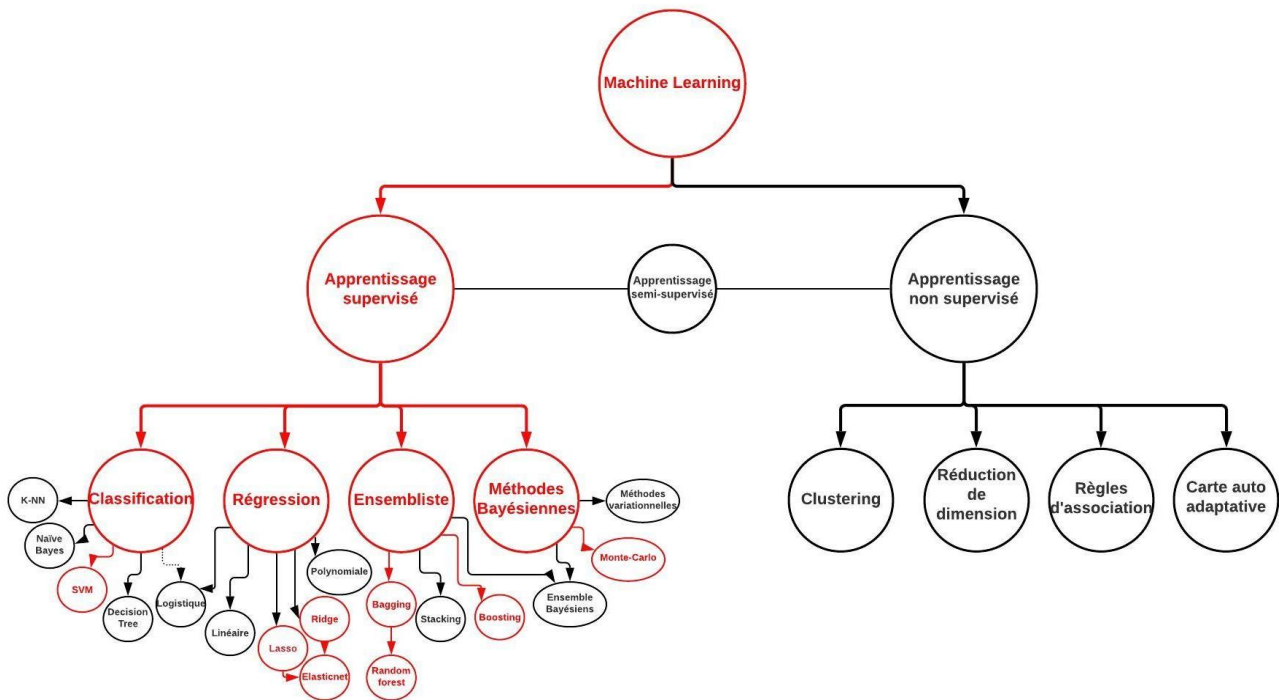 Machine Learning
Apprentissage
supervisé
Apprentissage
semi-supervisé
Apprentissage
non supervisé
Classification
Régression
Ensembliste
Méthodes
Bayésiennes
Clustering
Réduction
de
dimension
Règles
d'association
Carte auto
adaptative
K-NN
Naïve
Bayes
SVM
Decision
Tree
Logistique
Linéaire
Lasso
Ridge
Elasticnet
Polynomiale
Bagging
Random
forest
Stacking
Boosting
Ensemble
Bayésiens
Méthodes
variationnelles
Monte-Carlo